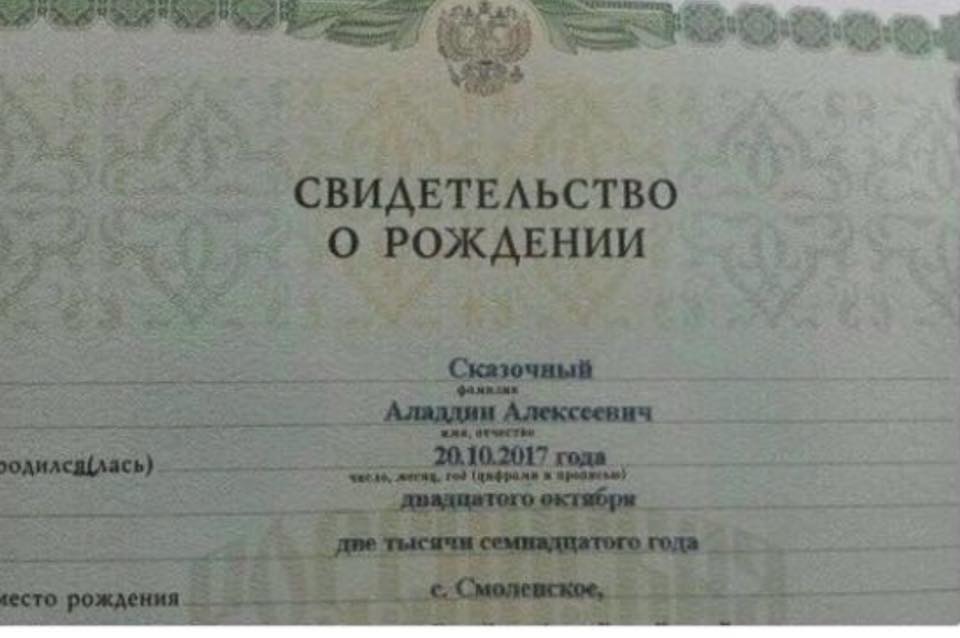 СВИДЕТЕЛЬСТВО
О РОЖДЕНИИ
Сказочный
фамилия
Аладдин Алексеевич
имя, отчество
родился(лась) 20.10.2017 года
число, месяц, год (цифрами и прописью)
двадцатого октября
две тысячи семнадцатого года
место рождения с. Смоленское,